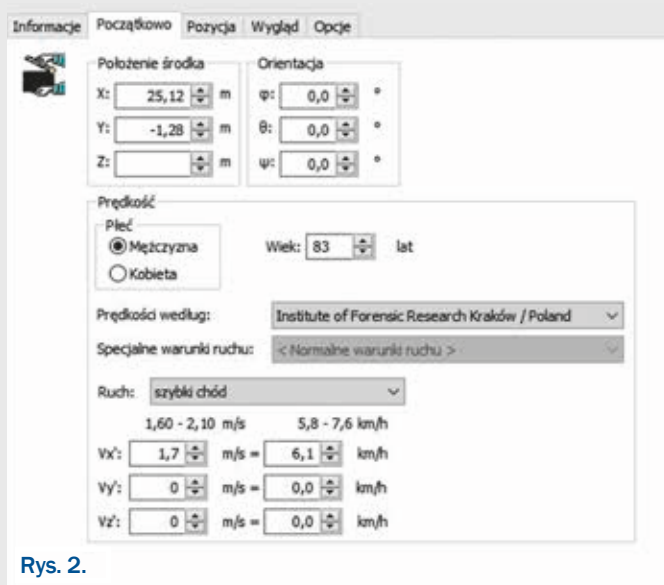 Informacje Początkowo Pozycja Wygląd Opcje
Położenie środka Orientacja
X: 25,12 m φ: 0,0 °
Y: -1,28 m θ: 0,0 °
Z: m ψ: 0,0 °
Prędkość
Płeć
Mężczyzna Wiek: 83 lat
Kobieta
Prędkości według: Institute of Forensic Research Kraków / Poland
Specjalne warunki ruchu: < Normalne warunki ruchu >
Ruch: szybki chód
1,60 - 2,10 m/s 5,8 - 7,6 km/h
Vx': 1,7 m/s = 6,1 km/h
Vy': 0 m/s = 0,0 km/h
Vz': 0 m/s = 0,0 km/h
Rys. 2.